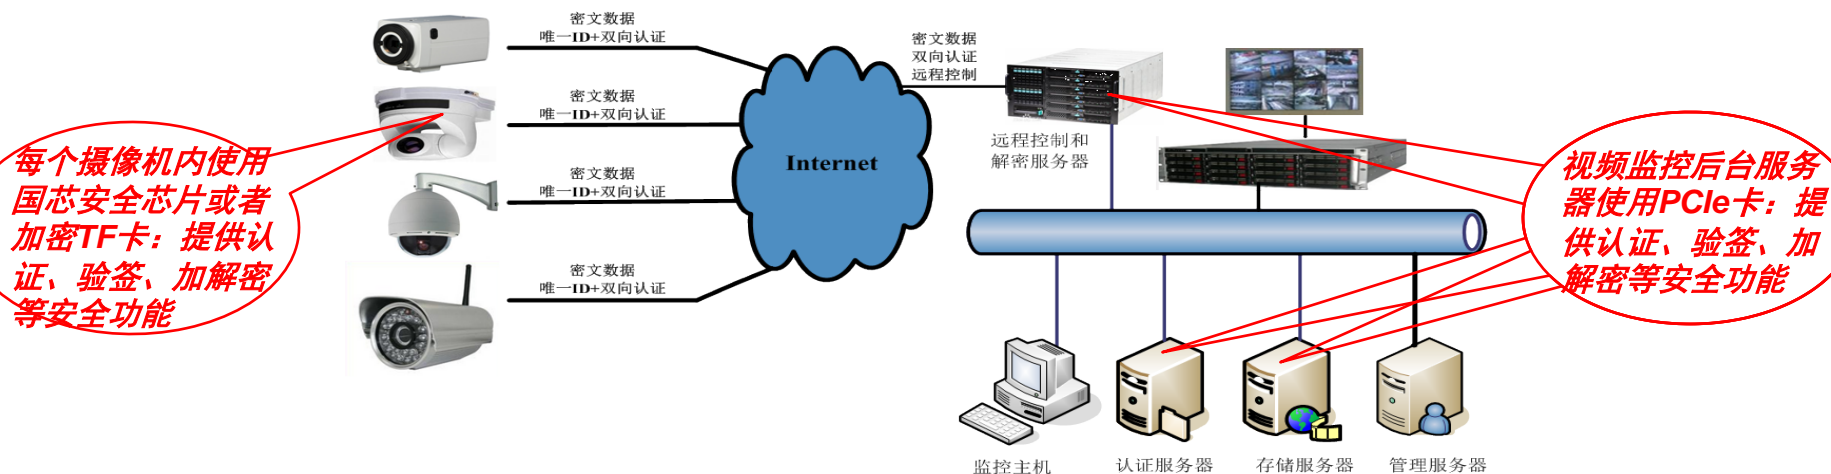 密文数据
唯一ID+双向认证
密文数据
唯一ID+双向认证
密文数据
唯一ID+双向认证
密文数据
唯一ID+双向认证
每个摄像机内使用
国芯安全芯片或者
加密TF卡：提供认
证、验签、加解密
等安全功能
Internet
密文数据
双向认证
远程控制
远程控制和
解密服务器
视频监控后台服务
器使用PCIe卡：提
供认证、验签、加
解密等安全功能
监控主机
认证服务器
存储服务器
管理服务器